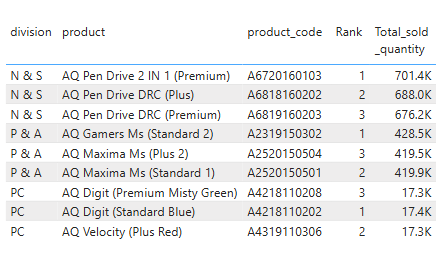 division product product_code Rank Total_sold
_quantity
N & S AQ Pen Drive 2 IN 1 (Premium) A6720160103 1 701.4K
N & S AQ Pen Drive DRC (Plus) A6818160202 2 688.0K
N & S AQ Pen Drive DRC (Premium) A6819160203 3 676.2K
P & A AQ Gamers Ms (Standard 2) A2319150302 1 428.5K
P & A AQ Maxima Ms (Plus 2) A2520150504 3 419.5K
P & A AQ Maxima Ms (Standard 1) A2520150501 2 419.9K
PC AQ Digit (Premium Misty Green) A4218110208 3 17.3K
PC AQ Digit (Standard Blue) A4218110202 1 17.4K
PC AQ Velocity (Plus Red) A4319110306 2 17.3K